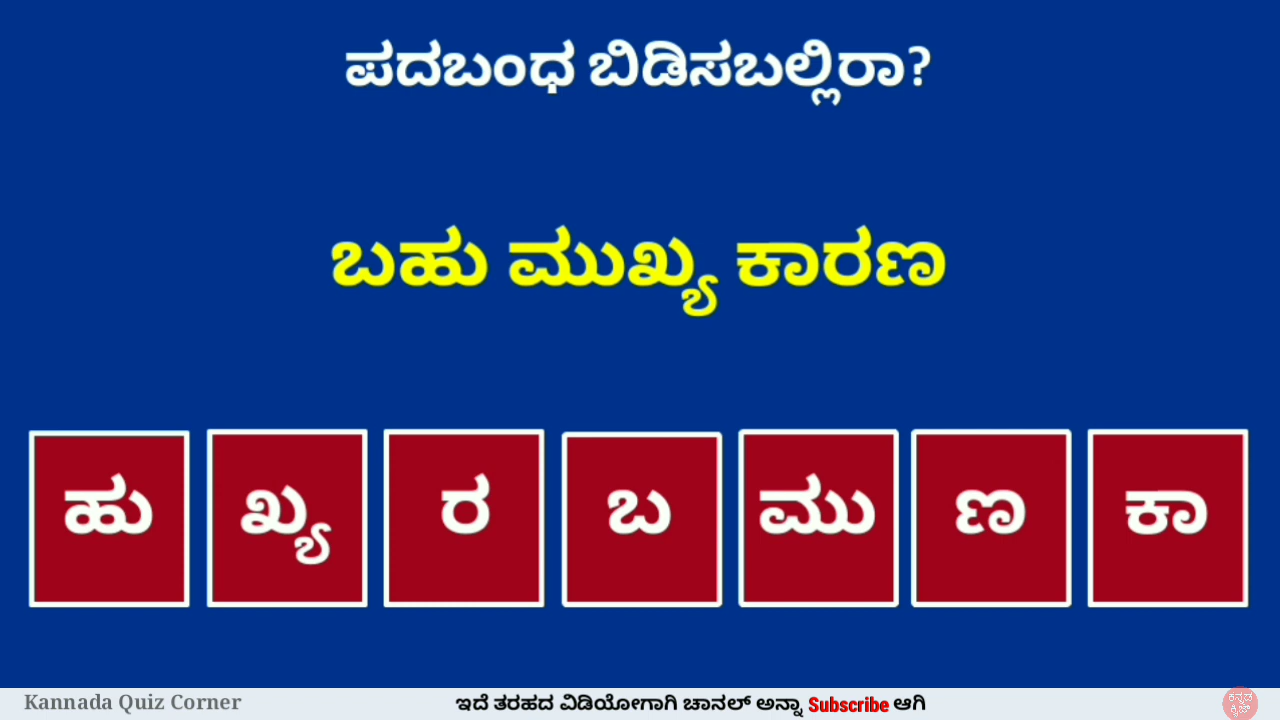 ಪದಬಂಧ ಬಿಡಿಸಬಲ್ಲಿರಾ?
ಬಹು ಮುಖ್ಯ ಕಾರಣ
ಹು ಖ್ಯ ರ ಬ ಮು ಣ ಕಾ
Kannada Quiz Corner ಇದೆ ತರಹದ ವಿಡಿಯೋಗಾಗಿ ಚಾನಲ್ ಅನ್ನಾ Subscribe ಆಗಿ